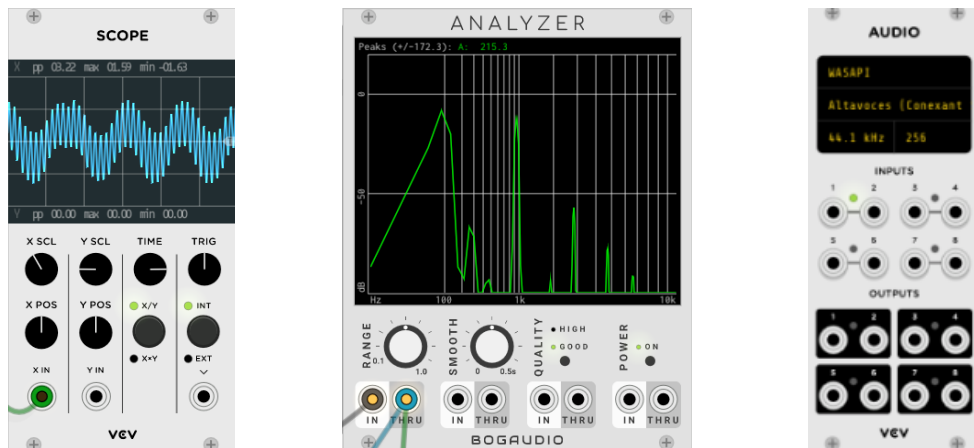 SCOPE
X pp 03.22 max 01.59 min -01.63
Y pp 00.00 max 00.00 min 00.00
X SCL Y SCL TIME TRIG
X POS Y POS X/Y INT
X×Y EXT
X IN Y IN
VCV
ANALYZER
Peaks (+/-172.3): A: 215.3
0
-50
dB
Hz 100 1k 10k
RANGE 0.1 1.0
SMOOTH 0 0.5s
QUALITY HIGH GOOD
POWER ON
IN THRU IN THRU IN THRU IN THRU
BOGAUDIO
AUDIO
WASAPI
Altavoces (Conexant
44.1 kHz 256
INPUTS
1 2 3 4
5 6 7 8
OUTPUTS
1 2 3 4
5 6 7 8
VCV